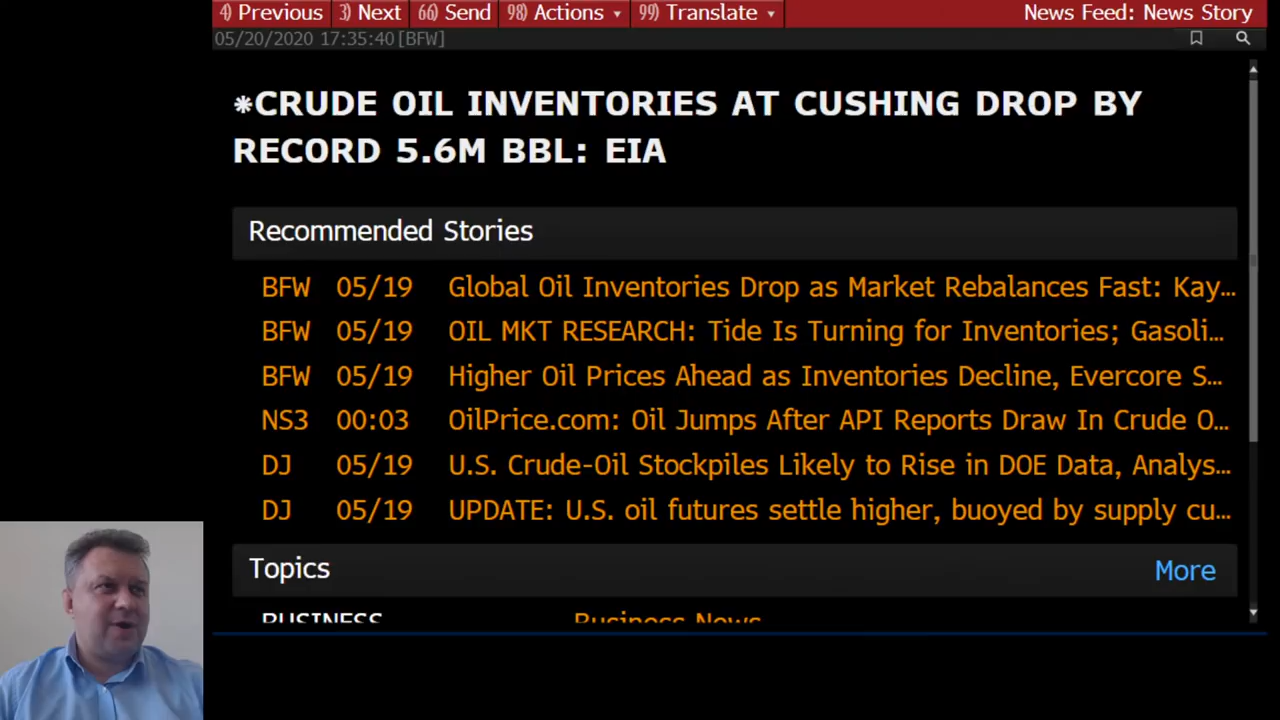 4) Previous 3) Next 66) Send 98) Actions 99) Translate News Feed: News Story
05/20/2020 17:35:40[BFW]
*CRUDE OIL INVENTORIES AT CUSHING DROP BY
RECORD 5.6M BBL: EIA
Recommended Stories
BFW 05/19 Global Oil Inventories Drop as Market Rebalances Fast: Kay...
BFW 05/19 OIL MKT RESEARCH: Tide Is Turning for Inventories; Gasoli...
BFW 05/19 Higher Oil Prices Ahead as Inventories Decline, Evercore S...
NS3 00:03 OilPrice.com: Oil Jumps After API Reports Draw In Crude O...
DJ 05/19 U.S. Crude-Oil Stockpiles Likely to Rise in DOE Data, Analys...
DJ 05/19 UPDATE: U.S. oil futures settle higher, buoyed by supply cu...
Topics More
BUSINESS Business News